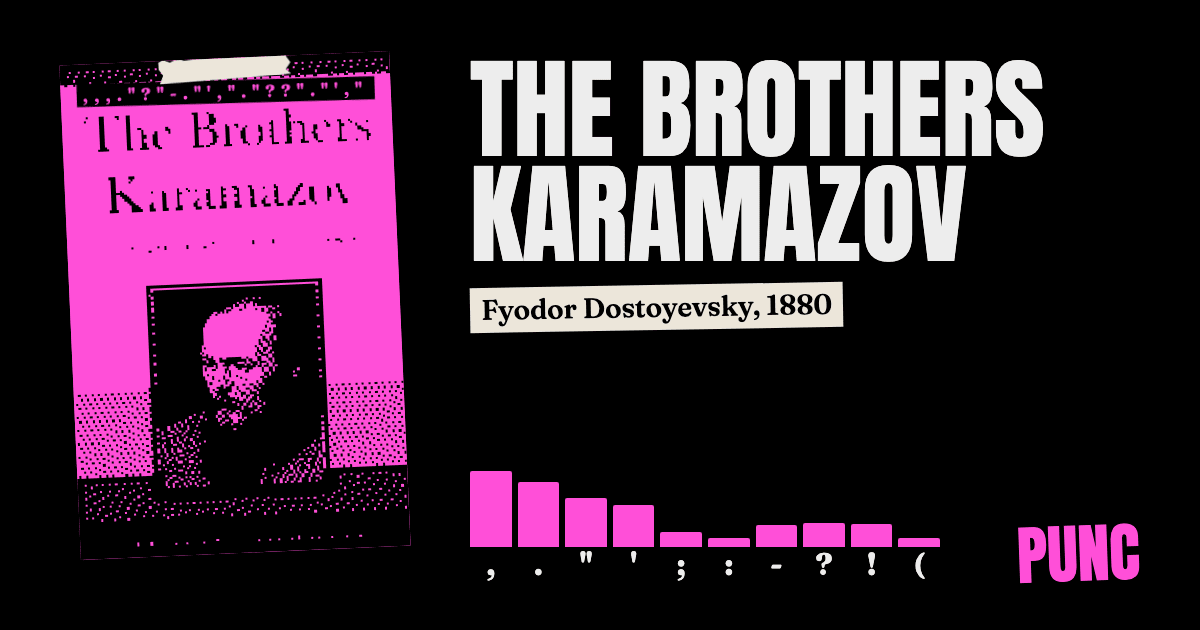 ,,,."?"-."',"."??"."',"
The Brothers
Karamazov
THE BROTHERS
KARAMAZOV
Fyodor Dostoyevsky, 1880
, . " ' ; : - ? ! (
PUNC